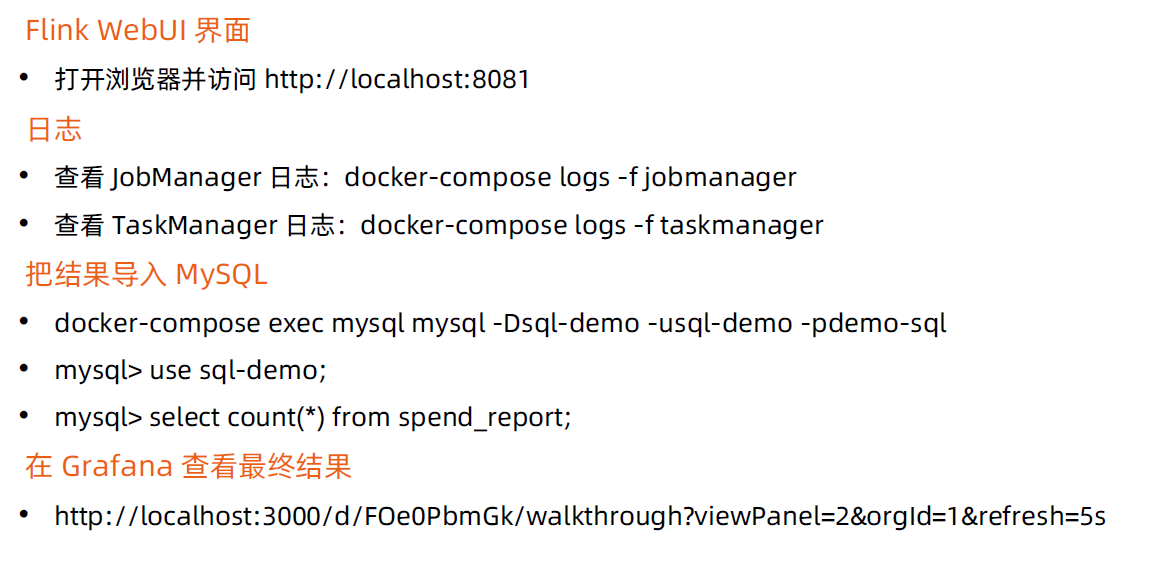 Flink WebUI 界面
• 打开浏览器并访问 http://localhost:8081
日志
• 查看 JobManager 日志：docker-compose logs -f jobmanager
• 查看 TaskManager 日志：docker-compose logs -f taskmanager
把结果导入 MySQL
• docker-compose exec mysql mysql -Dsql-demo -usql-demo -pdemo-sql
• mysql> use sql-demo;
• mysql> select count(*) from spend_report;
在 Grafana 查看最终结果
• http://localhost:3000/d/FOe0PbmGk/walkthrough?viewPanel=2&orgId=1&refresh=5s